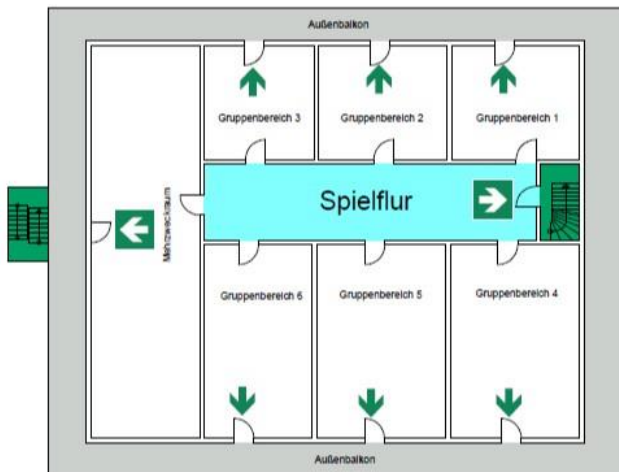 Außenbalkon
Gruppenbereich 3
Gruppenbereich 2
Gruppenbereich 1
Mehrzweckraum
Spielflur
Gruppenbereich 6
Gruppenbereich 5
Gruppenbereich 4
Außenbalkon